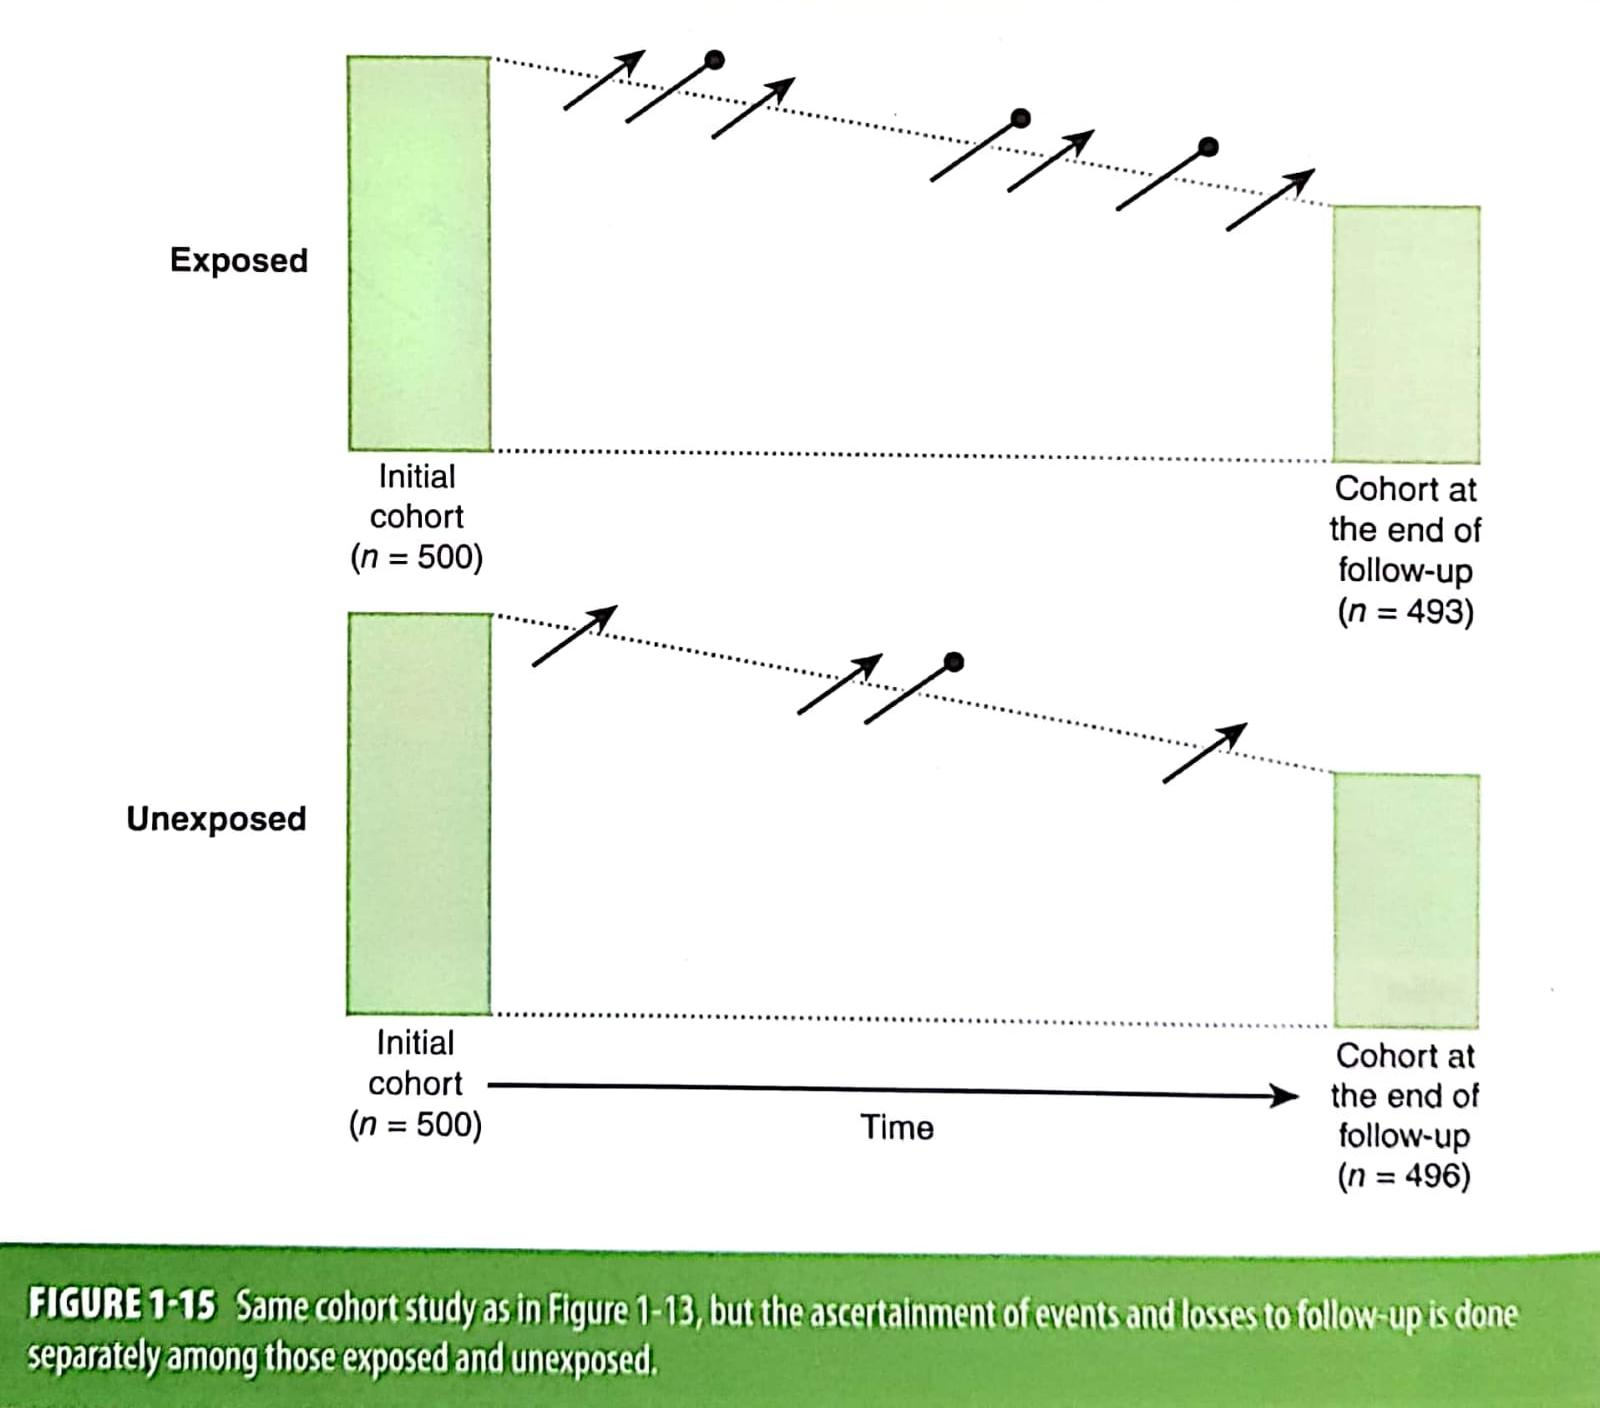 Exposed
Initial
cohort
(n = 500)
Cohort at
the end of
follow-up
(n = 493)
Unexposed
Initial
cohort
(n = 500)
Time
Cohort at
the end of
follow-up
(n = 496)
FIGURE 1-15 Same cohort study as in Figure 1-13, but the ascertainment of events and losses to follow-up is done
separately among those exposed and unexposed.